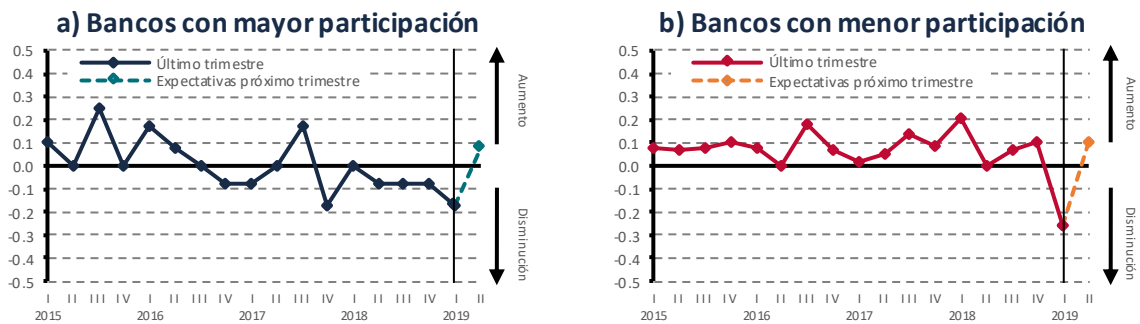 a) Bancos con mayor participación
0.5
0.4
0.3
0.2
0.1
0.0
-0.1
-0.2
-0.3
-0.4
-0.5
Último trimestre
Expectativas próximo trimestre
Aumento
Disminución
I II III IV I II III IV I II III IV I II III IV I II
2015 2016 2017 2018 2019
b) Bancos con menor participación
0.5
0.4
0.3
0.2
0.1
0.0
-0.1
-0.2
-0.3
-0.4
-0.5
Último trimestre
Expectativas próximo trimestre
Aumento
Disminución
I II III IV I II III IV I II III IV I II III IV I II
2015 2016 2017 2018 2019